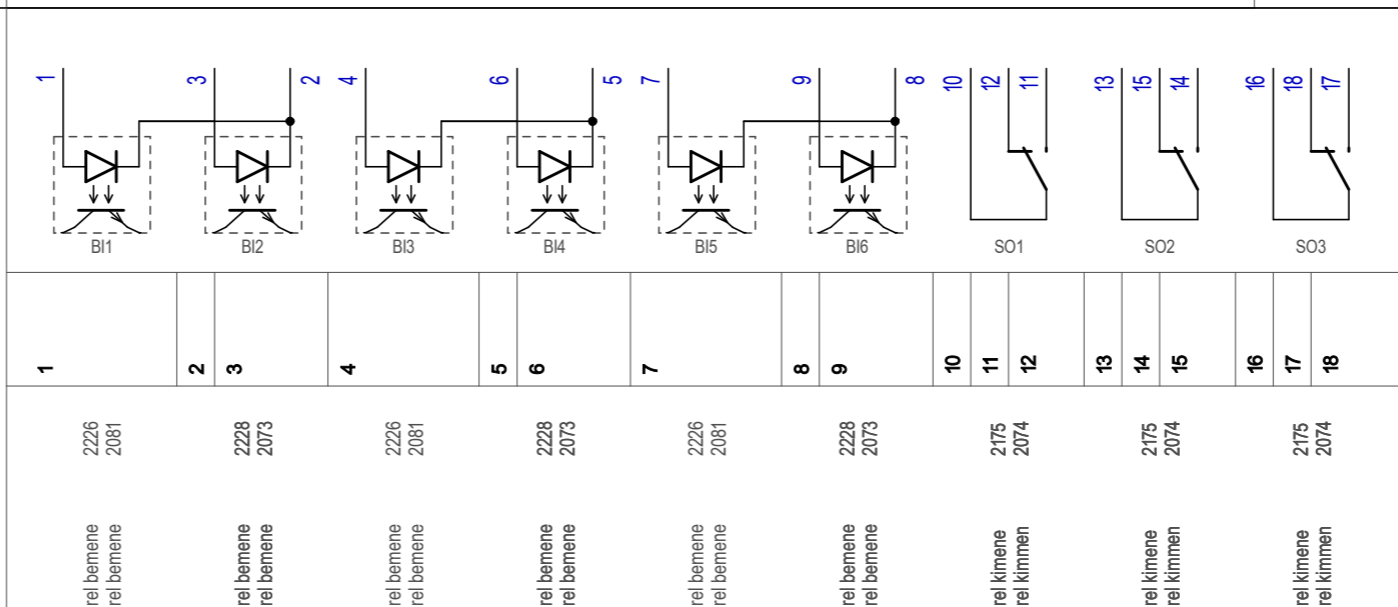 1 3 2 4 6 5 7 9 8 10 12 11 13 15 14 16 18 17
BI1 BI2 BI3 BI4 BI5 BI6 SO1 SO2 SO3
1 2 3 4 5 6 7 8 9 10 11 12 13 14 15 16 17 18
2226
2081
2228
2073
2226
2081
2228
2073
2226
2081
2228
2073
2175
2074
2175
2074
2175
2074
rel bemene
rel bemene
rel bemene
rel bemene
rel bemene
rel bemene
rel bemene
rel bemene
rel bemene
rel bemene
rel bemene
rel bemene
rel kimene
rel kimmen
rel kimene
rel kimmen
rel kimene
rel kimmen